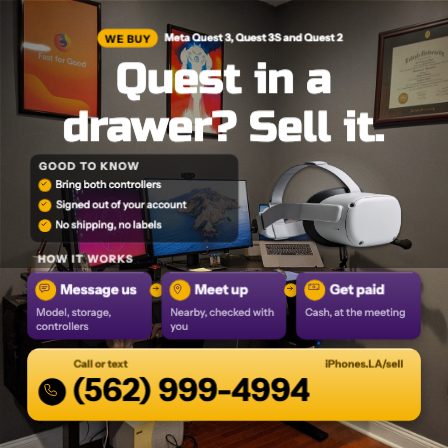 WE BUY Meta Quest 3, Quest 3S and Quest 2
Quest in a
drawer? Sell it.
GOOD TO KNOW
Bring both controllers
Signed out of your account
No shipping, no labels
HOW IT WORKS
Message us
Model, storage,
controllers
Meet up
Nearby, checked with
you
Get paid
Cash, at the meeting
Call or text
iPhones.LA/sell
(562) 999-4994
Fast for Good